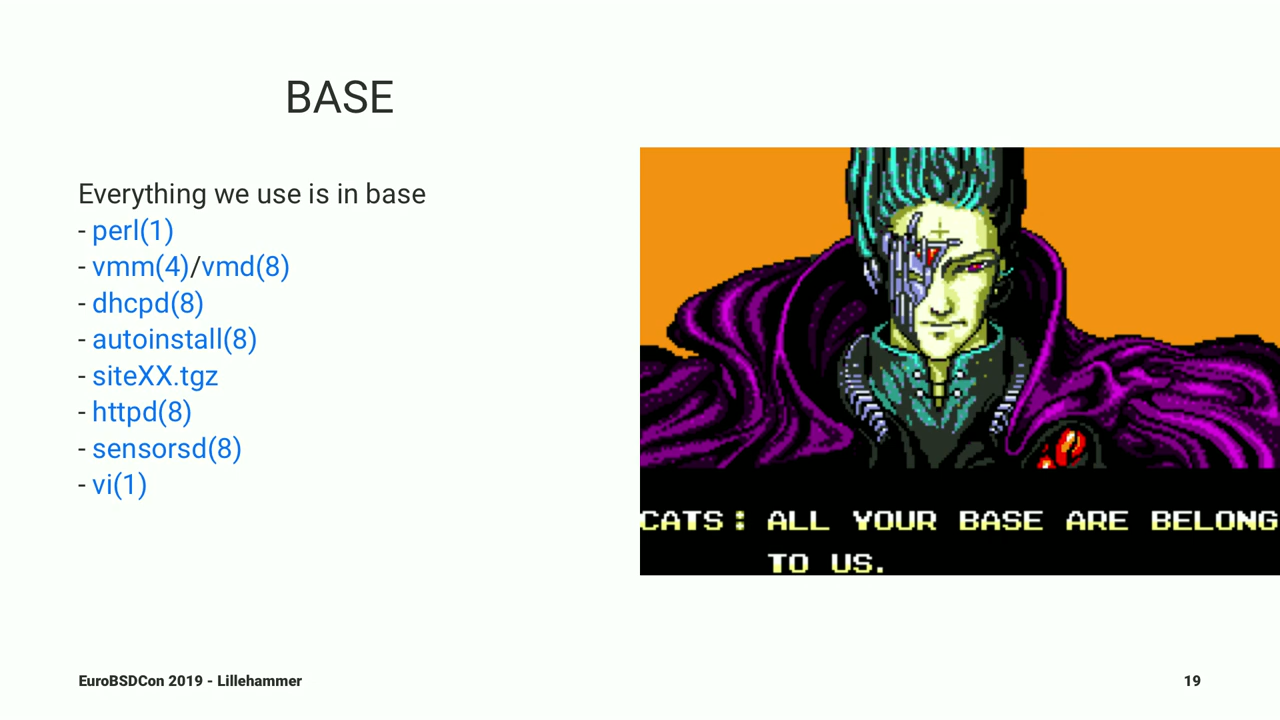 BASE
Everything we use is in base
- perl(1)
- vmm(4)/vmd(8)
- dhcpd(8)
- autoinstall(8)
- siteXX.tgz
- httpd(8)
- sensorsd(8)
- vi(1)
CATS: ALL YOUR BASE ARE BELONG
TO US.
EuroBSDCon 2019 - Lillehammer
19